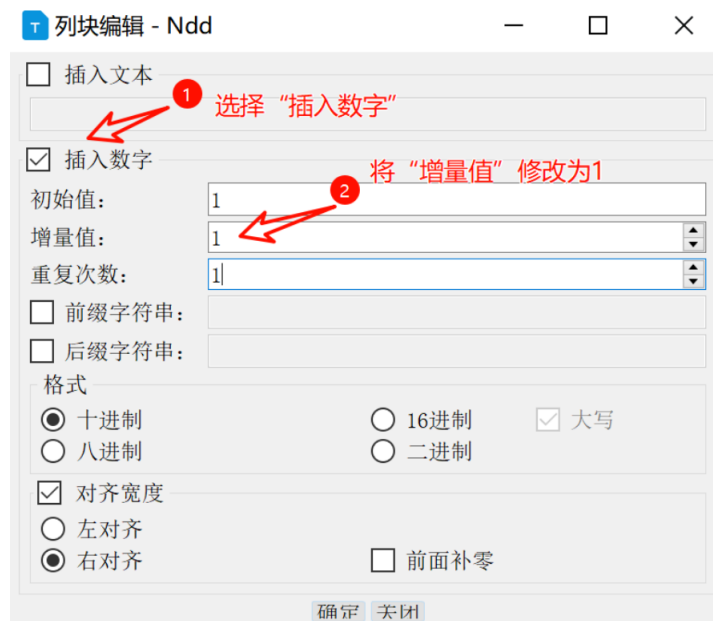 列块编辑 - Ndd
插入文本
1 选择“插入数字”
插入数字
2 将“增量值”修改为1
初始值： 1
增量值： 1
重复次数： 1
前缀字符串：
后缀字符串：
格式
十进制 16进制 大写
八进制 二进制
对齐宽度
左对齐
右对齐 前面补零
确定 关闭